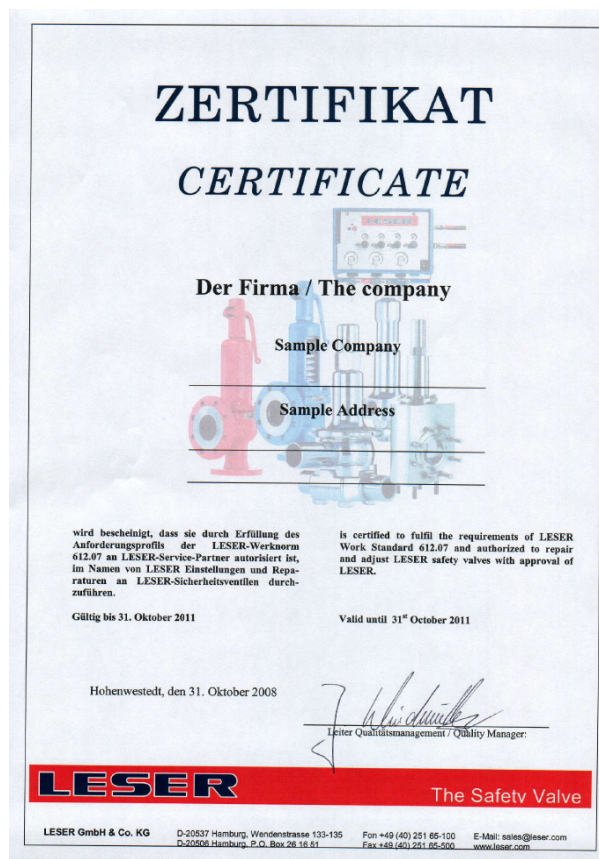 ZERTIFIKAT
CERTIFICATE
LESER
Der Firma / The company
Sample Company
Sample Address
wird bescheinigt, dass sie durch Erfüllung des
Anforderungsprofils der LESER-Werknorm
612.07 an LESER-Service-Partner autorisiert ist,
im Namen von LESER Einstellungen und Repa-
raturen an LESER-Sicherheitsventilen durch-
zuführen.
Gültig bis 31. Oktober 2011
is certified to fulfil the requirements of LESER
Work Standard 612.07 and authorized to repair
and adjust LESER safety valves with approval of
LESER.
Valid until 31st October 2011
Hohenwestedt, den 31. Oktober 2008
Leiter Qualitätsmanagement / Quality Manager:
LESER
The Safety Valve
LESER GmbH & Co. KG
D-20537 Hamburg, Wendenstrasse 133-135
D-20506 Hamburg, P.O. Box 26 16 51
Fon +49 (40) 251 65-100
Fax +49 (40) 251 65-500
E-Mail: sales@leser.com
www.leser.com